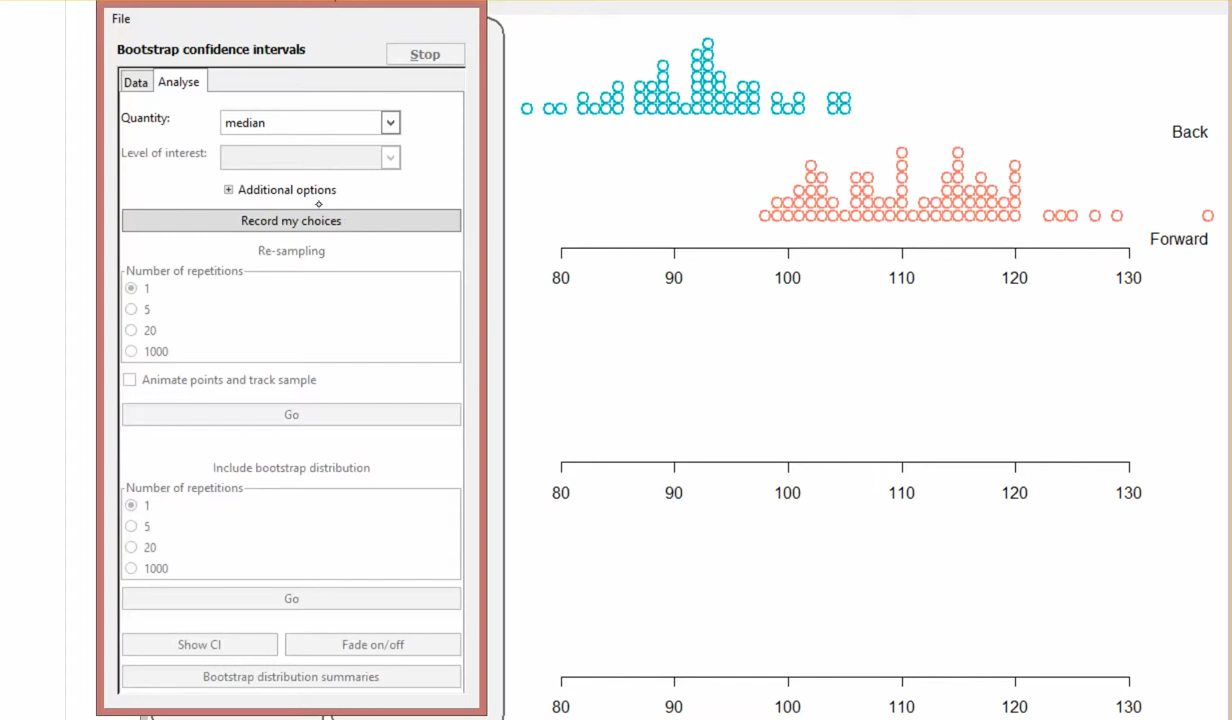 File
Bootstrap confidence intervals
Stop
Data
Analyse
Quantity:
median
Level of interest:
Additional options
Record my choices
Re-sampling
Number of repetitions
1
5
20
1000
Animate points and track sample
Go
Include bootstrap distribution
Number of repetitions
1
5
20
1000
Go
Show CI
Fade on/off
Bootstrap distribution summaries
Back
Forward
80 90 100 110 120 130
80 90 100 110 120 130
80 90 100 110 120 130